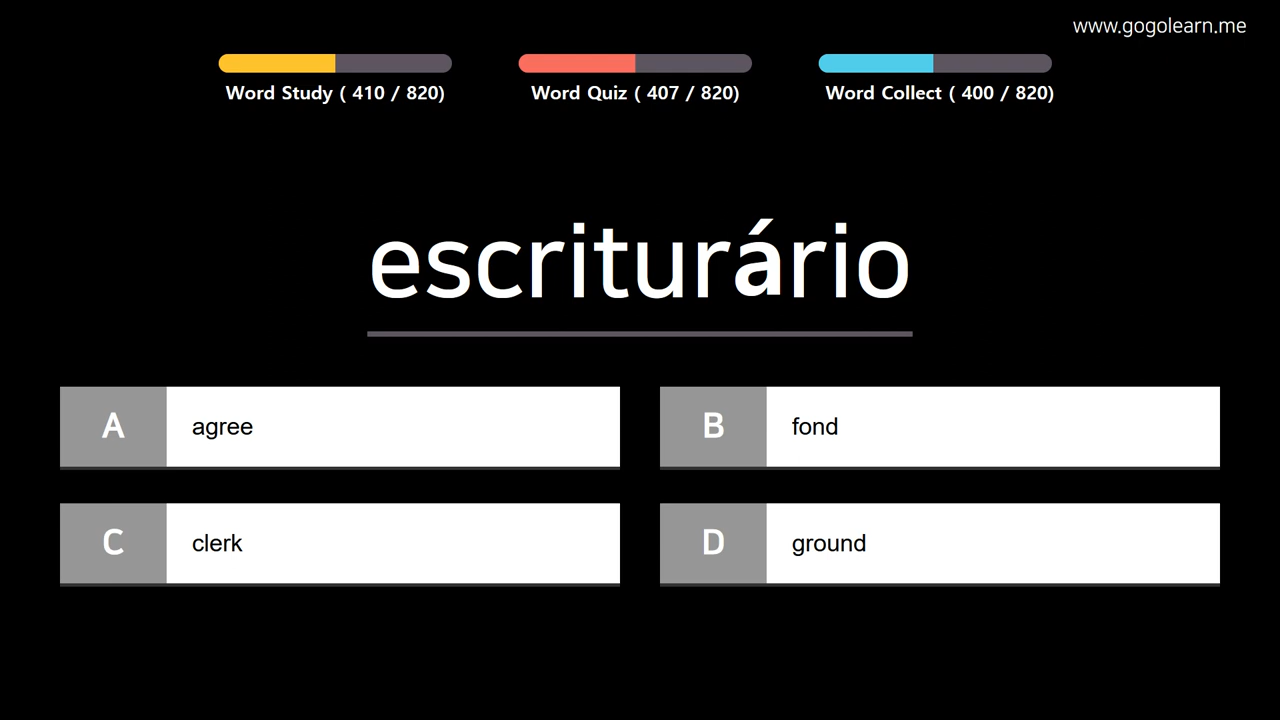 www.gogolearn.me
Word Study ( 410 / 820)
Word Quiz ( 407 / 820)
Word Collect ( 400 / 820)
escriturário
A agree
B fond
C clerk
D ground